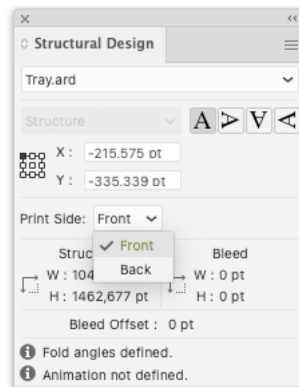 Structural Design
Tray.ard
Structure
A A A A
X : -215.575 pt
Y : -335.339 pt
Print Side: Front
Front
Back
Struc Bleed
W : 104 W : 0 pt
H : 1462,677 pt H : 0 pt
Bleed Offset : 0 pt
Fold angles defined.
Animation not defined.